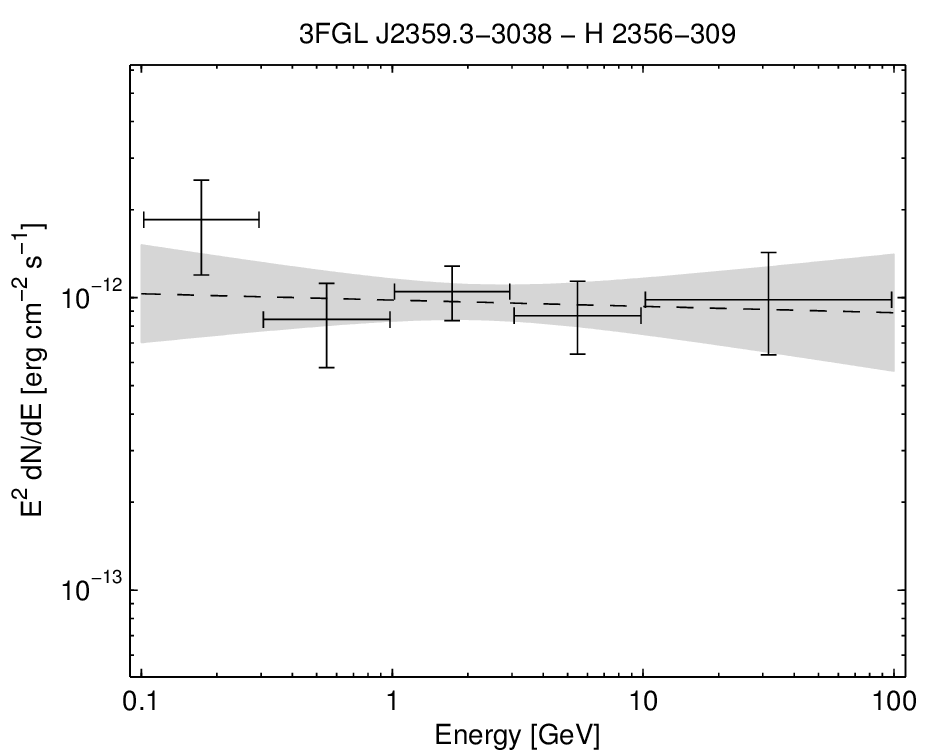 3FGL J2359.3−3038 − H 2356−309
E² dN/dE [erg cm⁻² s⁻¹]
10⁻¹²
10⁻¹³
0.1 1 10 100
Energy [GeV]